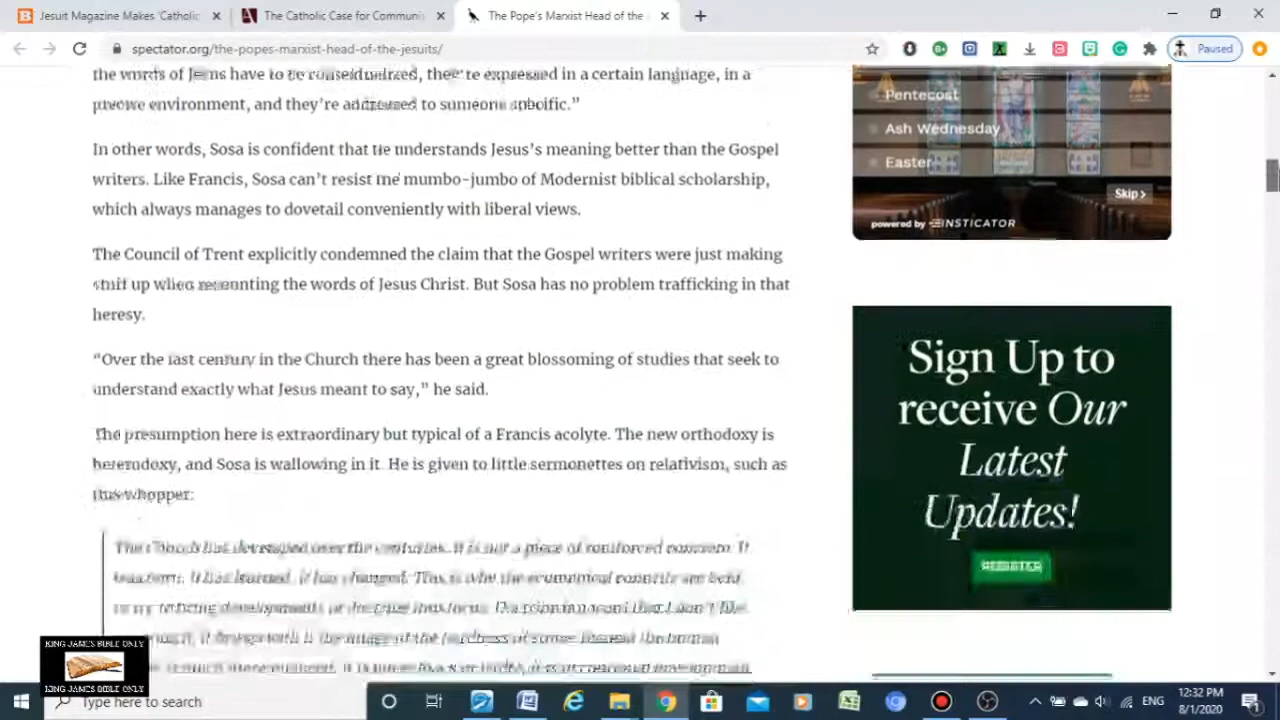 Jesuit Magazine Makes 'Catholic
The Catholic Case for Communi
The Pope's Marxist Head of the
spectator.org/the-popes-marxist-head-of-the-jesuits/
Paused
the words of Jesus have to be contextualized, they're expressed in a certain language, in a
environment, and they're addressed to someone specific.”
In other words, Sosa is confident that he understands Jesus’s meaning better than the Gospel
writers. Like Francis, Sosa can’t resist the mumbo-jumbo of Modernist biblical scholarship,
which always manages to dovetail conveniently with liberal views.
The Council of Trent explicitly condemned the claim that the Gospel writers were just making
stuff up when recounting the words of Jesus Christ. But Sosa has no problem trafficking in that
heresy.
“Over the last century in the Church there has been a great blossoming of studies that seek to
understand exactly what Jesus meant to say,” he said.
The presumption here is extraordinary but typical of a Francis acolyte. The new orthodoxy is
heterodoxy, and Sosa is wallowing in it. He is given to little sermonettes on relativism, such as
this whopper:
Pentecost
Ash Wednesday
Easter
Skip >
powered by INSTICATOR
Sign Up to
receive Our
Latest
Updates!
REGISTER
KING JAMES BIBLE ONLY
KING JAMES BIBLE ONLY
Type here to search
ENG
12:32 PM
8/1/2020